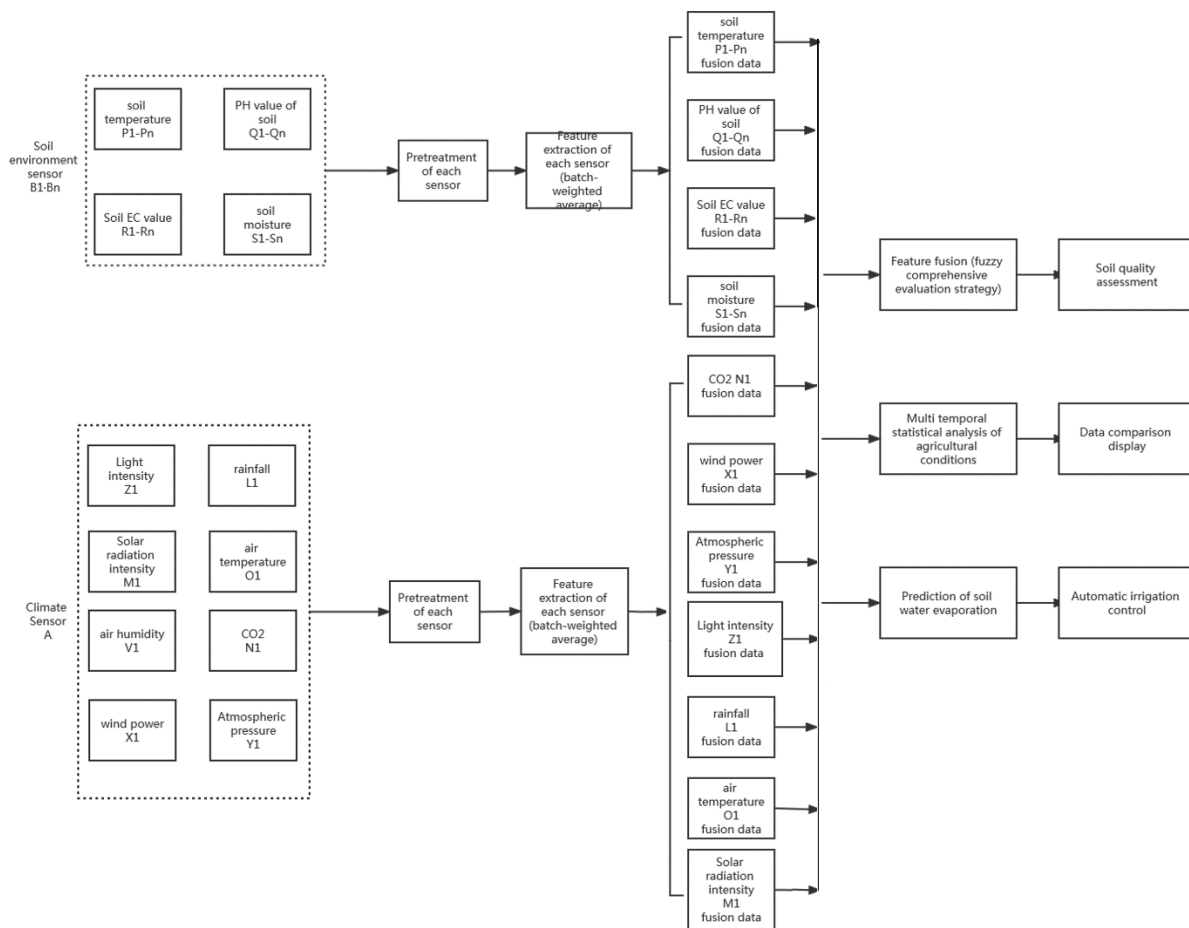 Soil
environment
sensor
B1-Bn
soil
temperature
P1-Pn
PH value of
soil
Q1-Qn
Soil EC value
R1-Rn
soil
moisture
S1-Sn
Pretreatment
of each
sensor
Feature
extraction of
each sensor
(batch-
weighted
average)
soil
temperature
P1-Pn
fusion data
PH value of
soil
Q1-Qn
fusion data
Soil EC value
R1-Rn
fusion data
soil
moisture
S1-Sn
fusion data
Climate
Sensor
A
Light
intensity
Z1
rainfall
L1
Solar
radiation
intensity
M1
air
temperature
O1
air humidity
V1
CO2
N1
wind power
X1
Atmospheric
pressure
Y1
Pretreatment
of each
sensor
Feature
extraction of
each sensor
(batch-weighted
average)
CO2 N1
fusion data
wind power
X1
fusion data
Atmospheric
pressure
Y1
fusion data
Light intensity
Z1
fusion data
rainfall
L1
fusion data
air
temperature
O1
fusion data
Solar
radiation
intensity
M1
fusion data
Feature fusion (fuzzy
comprehensive
evaluation strategy)
Soil quality
assessment
Multi temporal
statistical analysis of
agricultural
conditions
Data comparison
display
Prediction of soil
water evaporation
Automatic irrigation
control